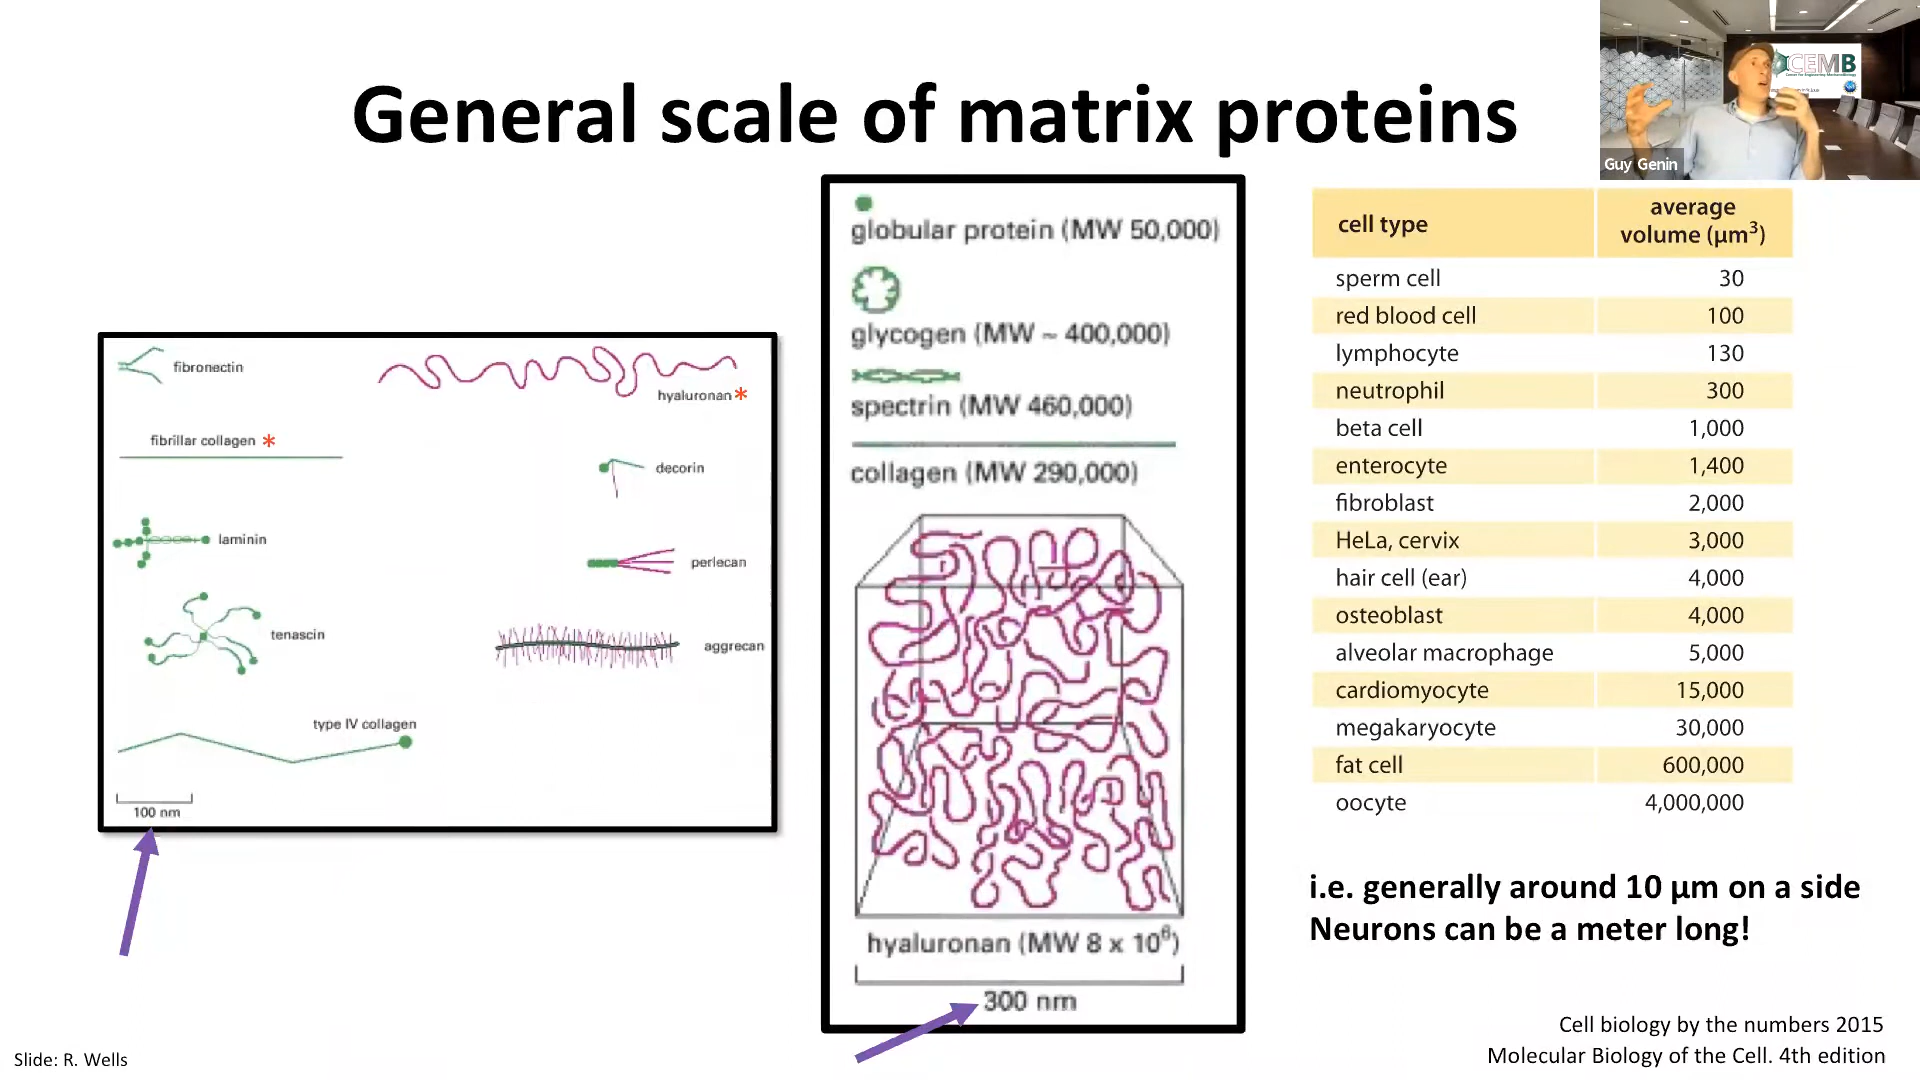 General scale of matrix proteins
CEMB
Guy Genin
fibronectin
hyaluronan *
fibrillar collagen *
decorin
laminin
perlecan
tenascin
aggrecan
type IV collagen
100 nm
globular protein (MW 50,000)
glycogen (MW ~ 400,000)
spectrin (MW 460,000)
collagen (MW 290,000)
hyaluronan (MW 8 x 10⁶)
300 nm
cell type average volume (μm³)
sperm cell 30
red blood cell 100
lymphocyte 130
neutrophil 300
beta cell 1,000
enterocyte 1,400
fibroblast 2,000
HeLa, cervix 3,000
hair cell (ear) 4,000
osteoblast 4,000
alveolar macrophage 5,000
cardiomyocyte 15,000
megakaryocyte 30,000
fat cell 600,000
oocyte 4,000,000
i.e. generally around 10 μm on a side
Neurons can be a meter long!
Cell biology by the numbers 2015
Molecular Biology of the Cell. 4th edition
Slide: R. Wells